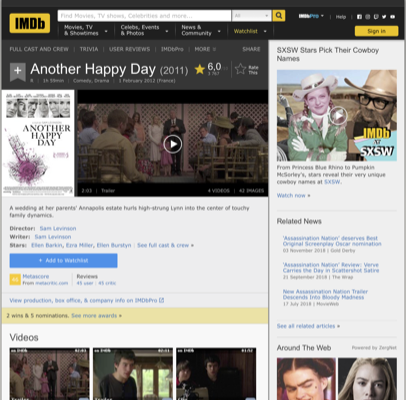 IMDb
Find Movies, TV shows, Celebrities and more...
All
IMDbPro
Help
Movies, TV & Showtimes
Celebs, Events & Photos
News & Community
Watchlist
Sign in
FULL CAST AND CREW | TRIVIA | USER REVIEWS | IMDbPro | MORE
SHARE
Another Happy Day (2011)
6,0
Rate This
R | 1h 59min | Comedy, Drama | 1 February 2012 (France)
ANOTHER HAPPY DAY
2:03 | Trailer
4 VIDEOS | 42 IMAGES
A wedding at her parents' Annapolis estate hurls high-strung Lynn into the center of touchy family dynamics.
Director: Sam Levinson
Writer: Sam Levinson
Stars: Ellen Barkin, Ezra Miller, Ellen Burstyn | See full cast & crew »
+ Add to Watchlist
Metascore
From metacritic.com
Reviews
45 user | 45 critic
View production, box office, & company info on IMDbPro
2 wins & 5 nominations. See more awards »
Videos
SXSW Stars Pick Their Cowboy Names
IMDb at SXSW
From Princess Blue Rhino to Pumpkin McSorley's, stars reveal their very unique cowboy names at SXSW.
Watch now »
Related News
'Assassination Nation' deserves Best Original Screenplay Oscar nomination
03 November 2018 | Gold Derby
'Assassination Nation' Review: Verve Carries the Day in Scattershot Satire
21 September 2018 | The Wrap
New Assassination Nation Trailer Descends Into Bloody Madness
17 July 2018 | MovieWeb
See all related articles »
Around The Web
Powered by ZergNet